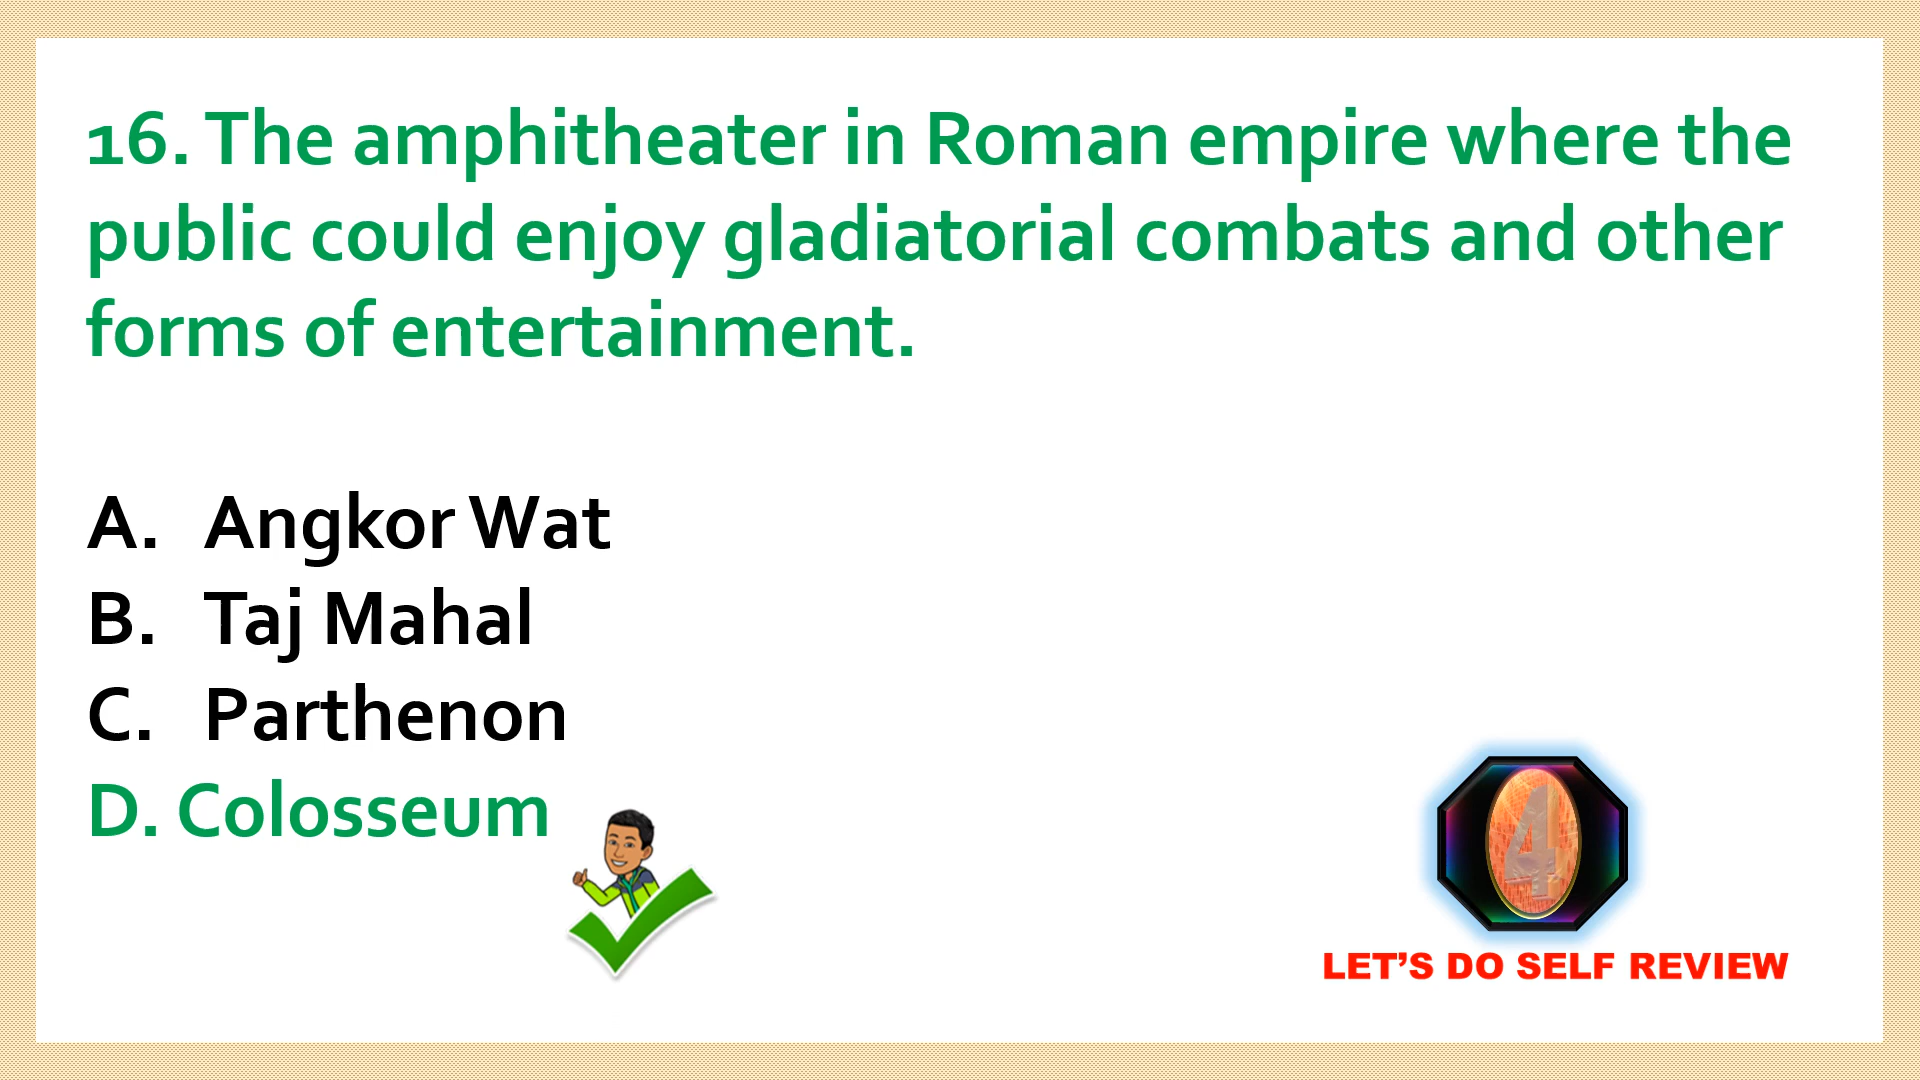 16. The amphitheater in Roman empire where the
public could enjoy gladiatorial combats and other
forms of entertainment.
A. Angkor Wat
B. Taj Mahal
C. Parthenon
D. Colosseum
4
LET'S DO SELF REVIEW